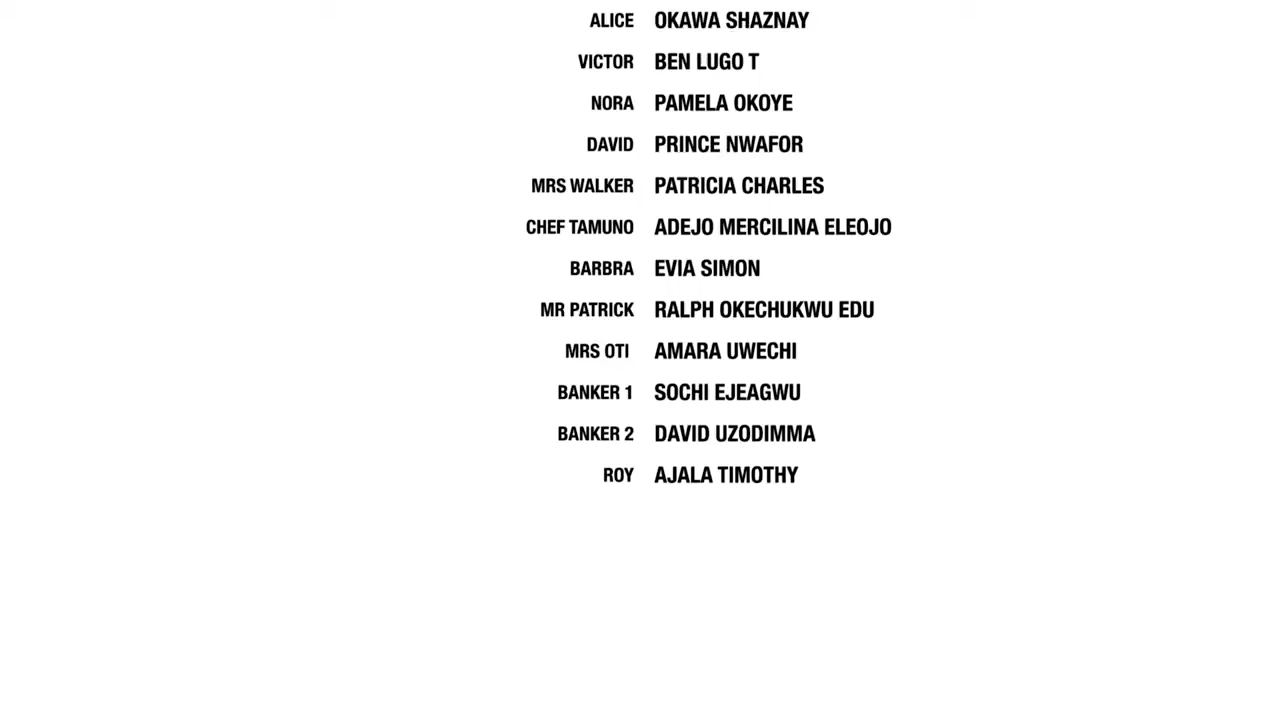 ALICE OKAWA SHAZNAY
VICTOR BEN LUGO T
NORA PAMELA OKOYE
DAVID PRINCE NWAFOR
MRS WALKER PATRICIA CHARLES
CHEF TAMUNO ADEJO MERCILINA ELEOJO
BARBRA EVIA SIMON
MR PATRICK RALPH OKECHUKWU EDU
MRS OTI AMARA UWECHI
BANKER 1 SOCHI EJEAGWU
BANKER 2 DAVID UZODIMMA
ROY AJALA TIMOTHY